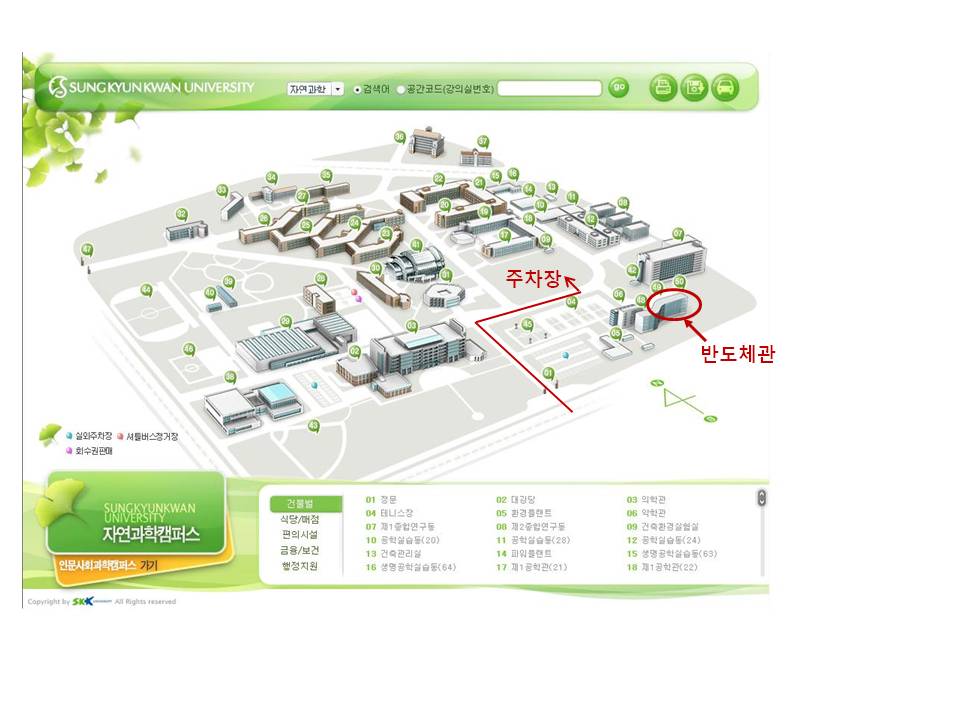 SUNGKYUNKWAN UNIVERSITY 자연과학 검색어 공간코드(강의실번호) go
36
37
35
34
33
32
22
21
15
16
14
13
27
20
10
11
08
26
25
24
19
18
12
23
17
09
07
47
41
42
30
31
50
49
주차장
44
39
40
28
04
06
48
29
03
45
05
반도체관
46
02
38
01
43
실외주차장 셔틀버스정거장
회수권판매
SUNGKYUNKWAN
UNIVERSITY
자연과학캠퍼스
인문사회과학캠퍼스 가기
건물별
식당/매점
편의시설
금융/보건
행정지원
01 정문 02 대강당 03 의학관
04 테니스장 05 환경플랜트 06 약학관
07 제1종합연구동 08 제2종합연구동 09 건축환경실험실
10 공학실습동(20) 11 공학실습동(28) 12 공학실습동(24)
13 건축관리실 14 파워플랜트 15 생명공학실습동(63)
16 생명공학실습동(64) 17 제1공학관(21) 18 제1공학관(22)
Copyright by SKK UNIVERSITY All Rights reserved